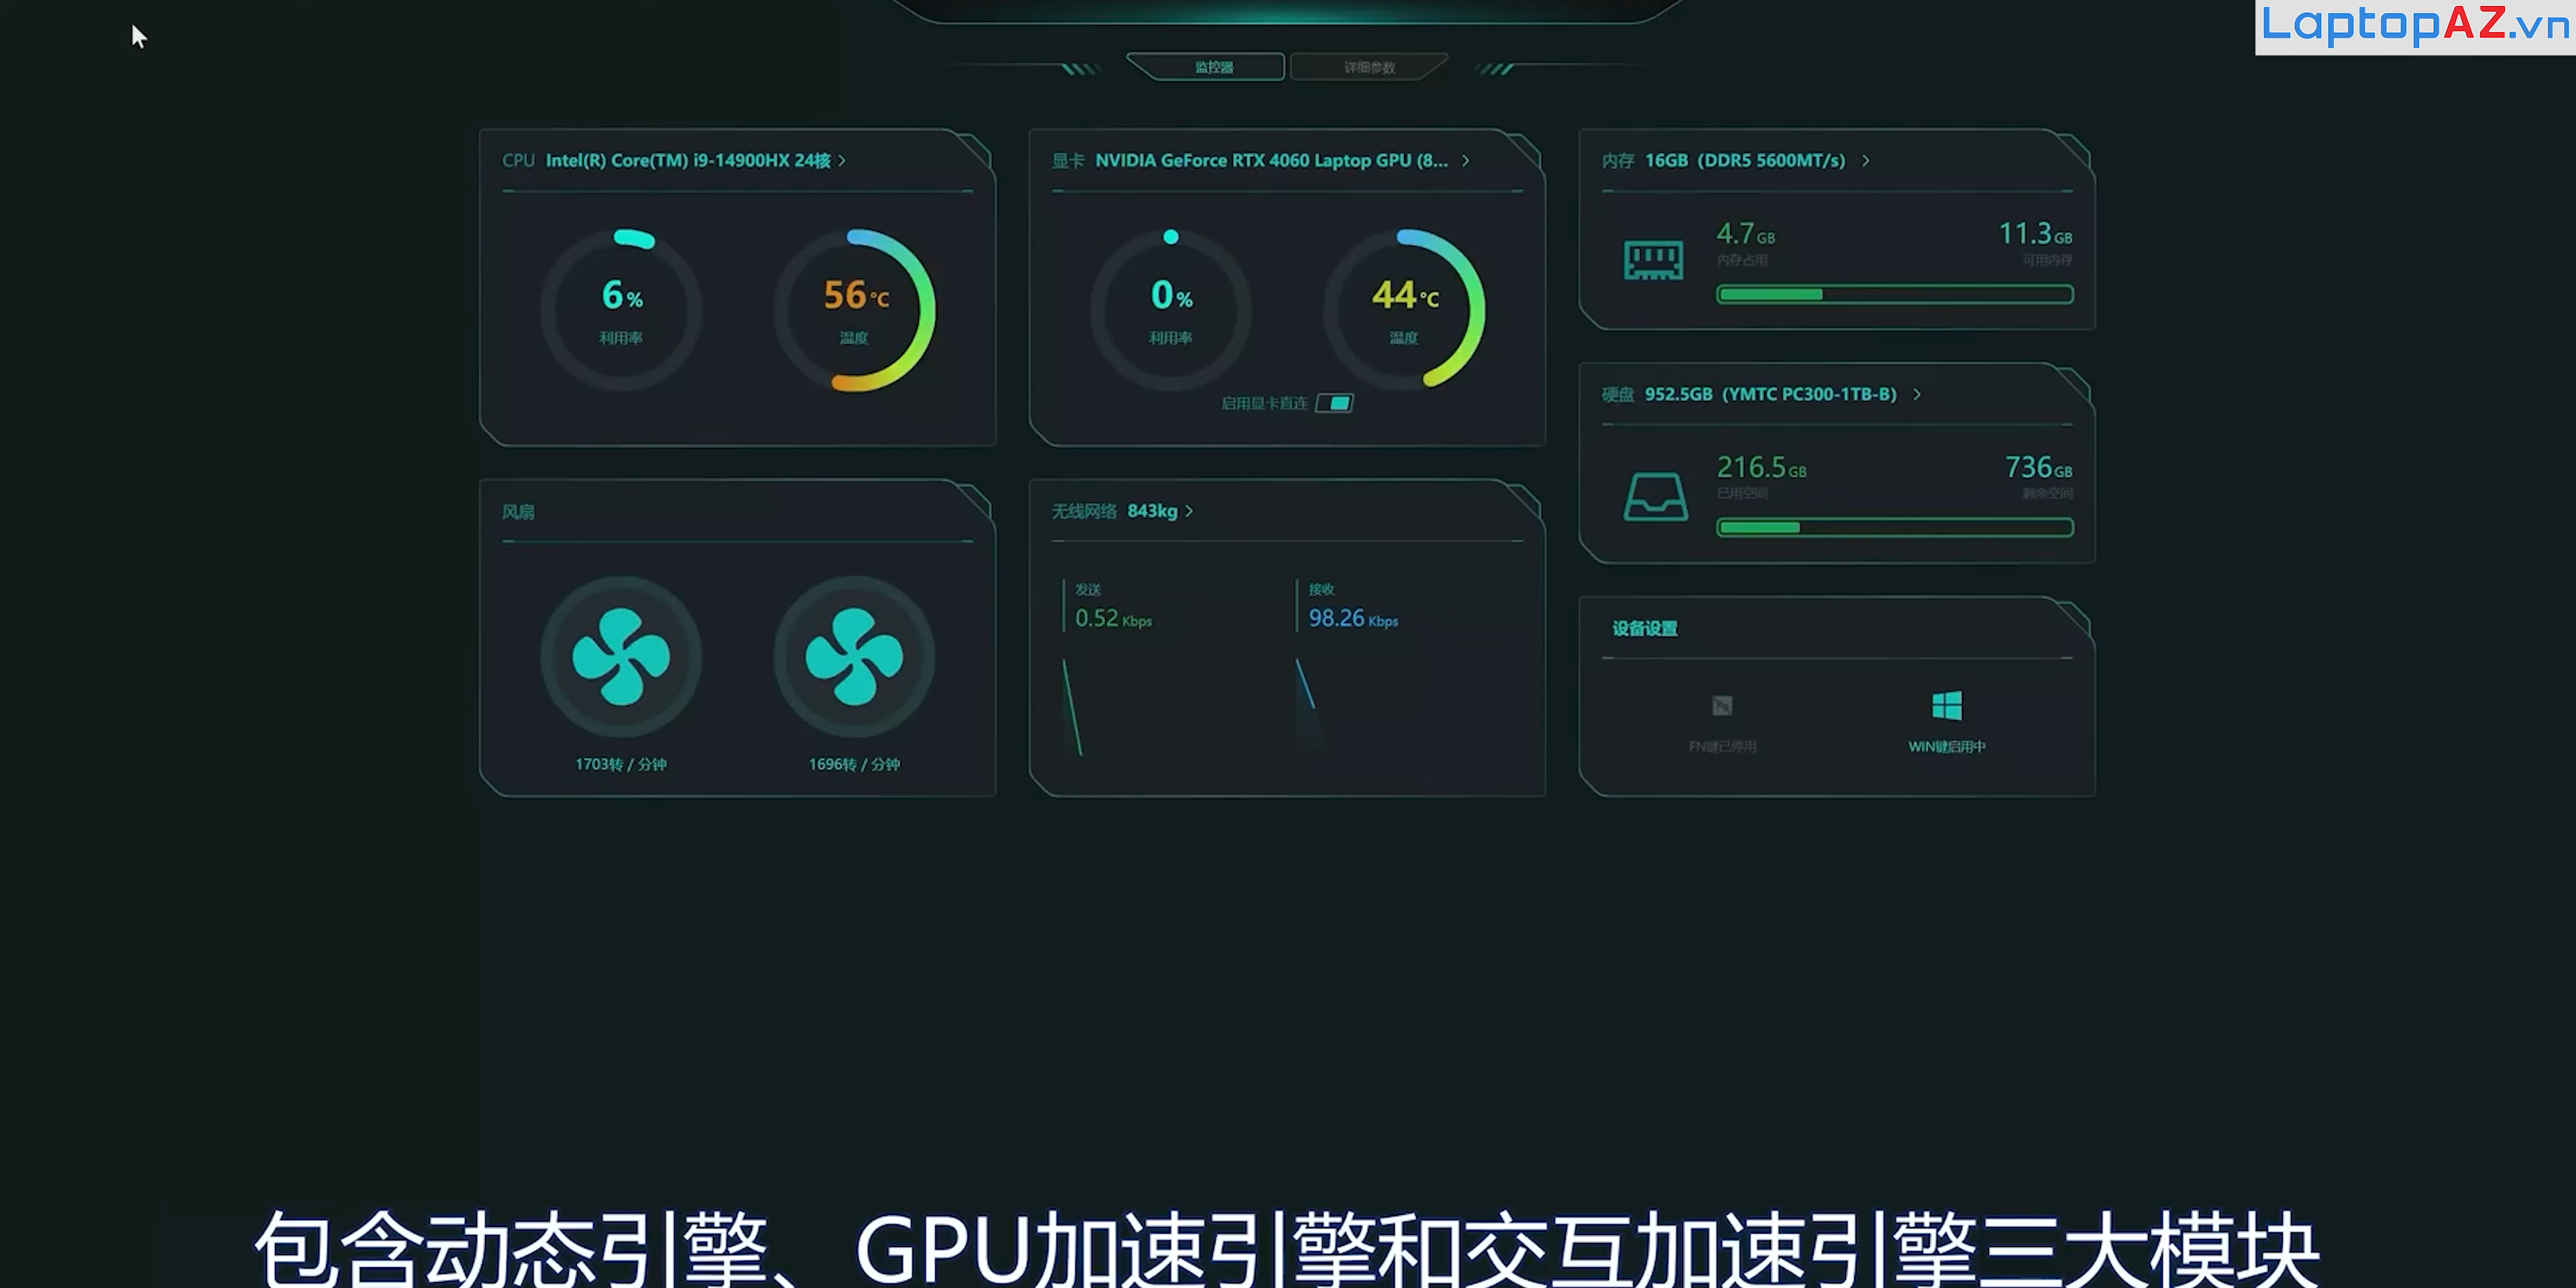 LaptopAZ.vn
监控器
详细参数
CPU Intel(R) Core(TM) i9-14900HX 24核 >
6%
利用率
56℃
温度
显卡 NVIDIA GeForce RTX 4060 Laptop GPU (8... >
0%
利用率
44℃
温度
启用显卡直连
内存 16GB (DDR5 5600MT/s) >
4.7GB
内存占用
11.3GB
可用内存
硬盘 952.5GB (YMTC PC300-1TB-B) >
216.5GB
已用空间
736GB
剩余空间
风扇
1703转 / 分钟
1696转 / 分钟
无线网络 843kg >
发送
0.52 Kbps
接收
98.26 Kbps
设备设置
FN键已停用
WIN键启用中
包含动态引擎、GPU加速引擎和交互加速引擎三大模块